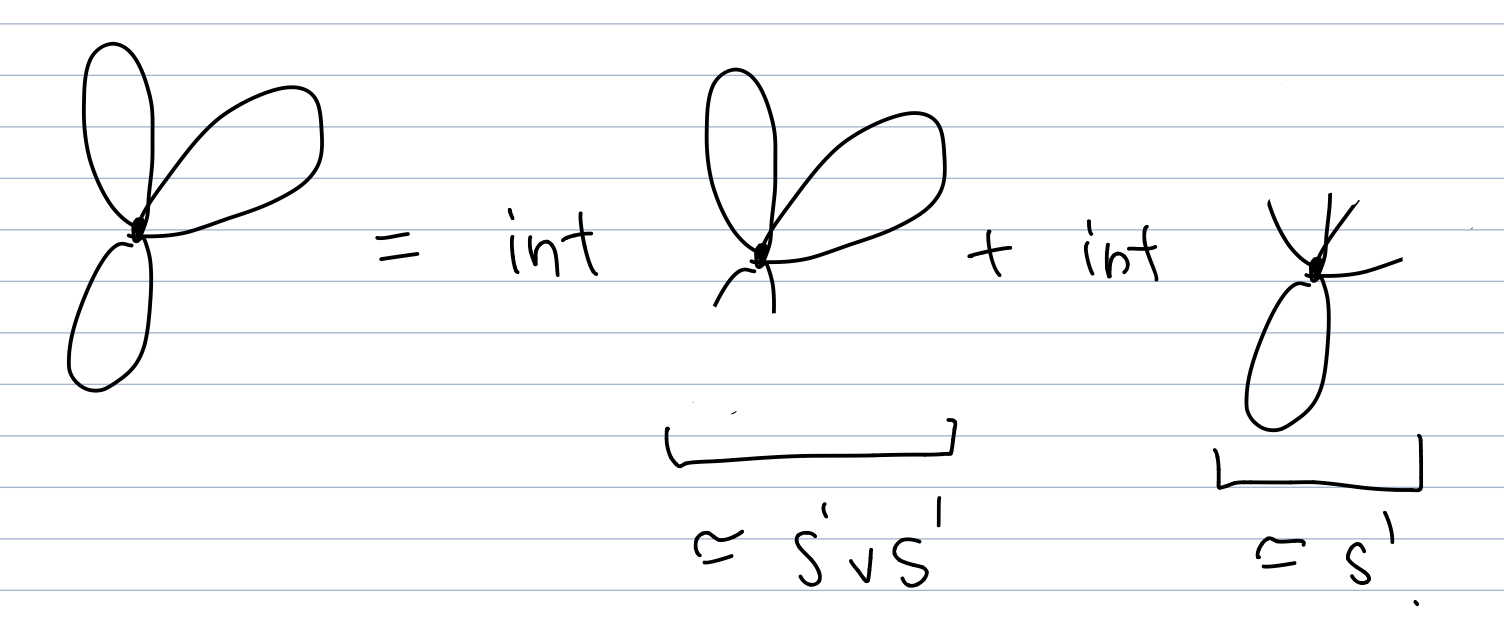 = int + int
≃ S¹ ∨ S¹ ≃ S¹